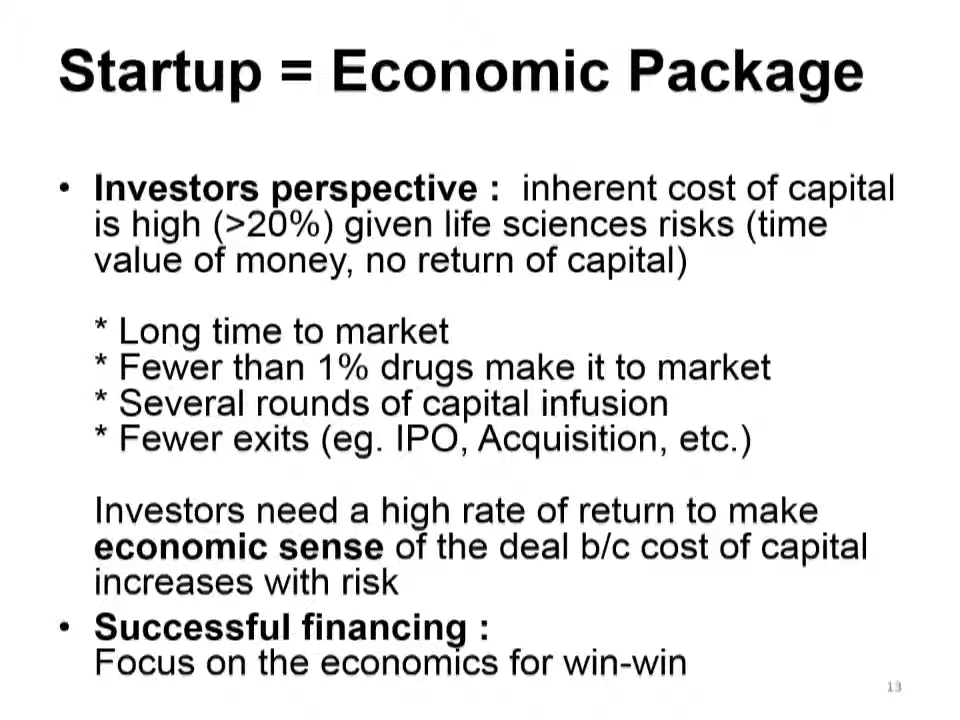 Startup = Economic Package
• Investors perspective : inherent cost of capital
is high (>20%) given life sciences risks (time
value of money, no return of capital)
* Long time to market
* Fewer than 1% drugs make it to market
* Several rounds of capital infusion
* Fewer exits (eg. IPO, Acquisition, etc.)
Investors need a high rate of return to make
economic sense of the deal b/c cost of capital
increases with risk
• Successful financing :
Focus on the economics for win-win
13